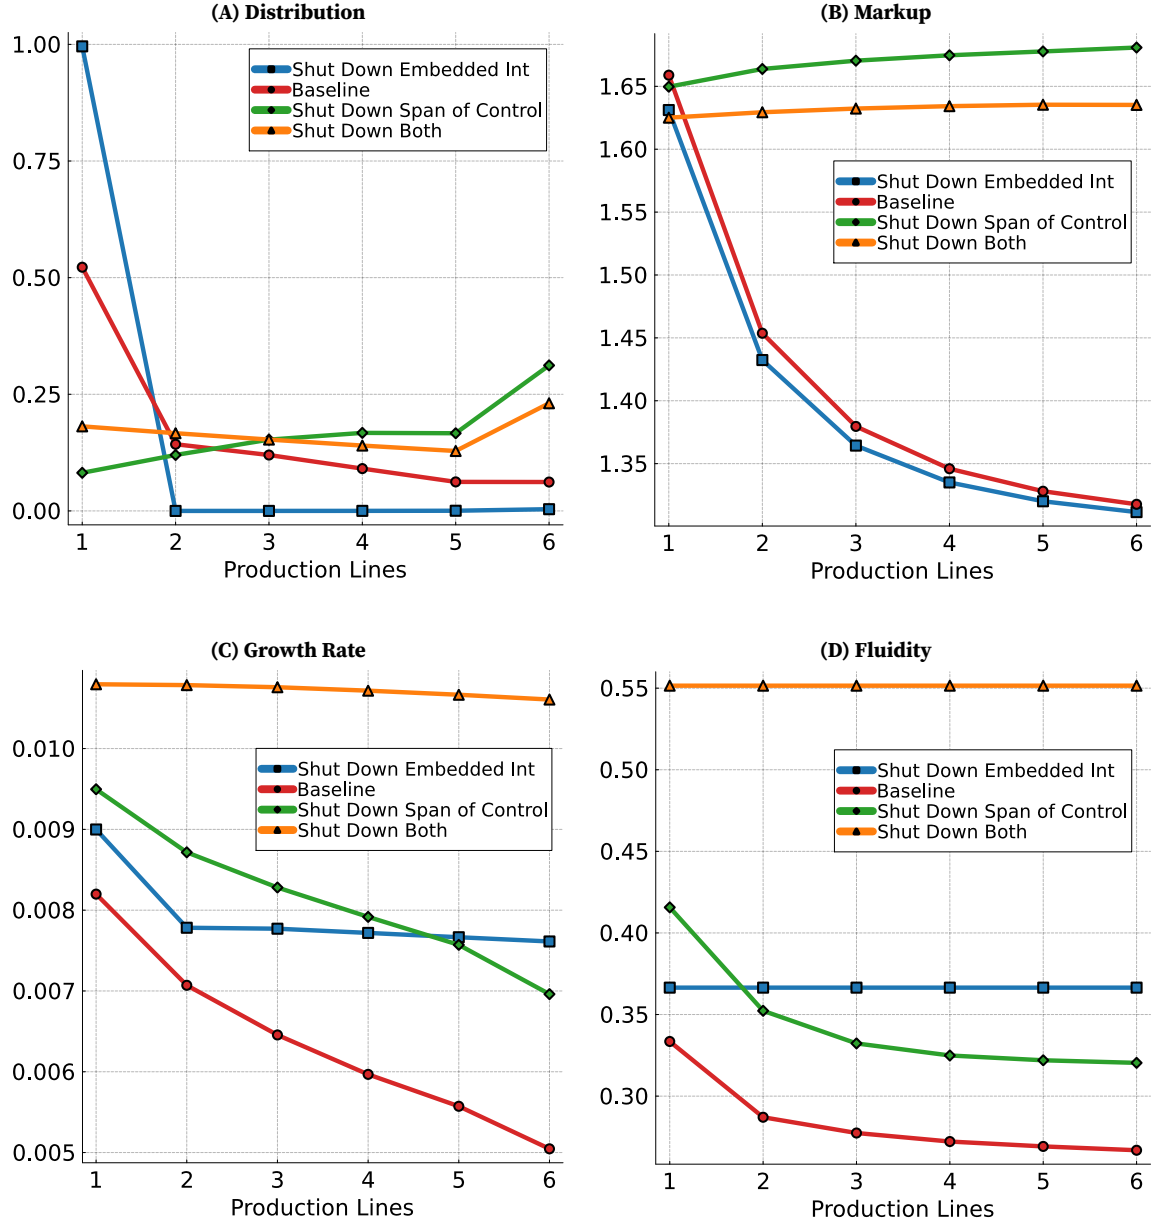 (A) Distribution
1.00
0.75
0.50
0.25
0.00
Shut Down Embedded Int
Baseline
Shut Down Span of Control
Shut Down Both
1 2 3 4 5 6
Production Lines
(B) Markup
1.65
1.60
1.55
1.50
1.45
1.40
1.35
Shut Down Embedded Int
Baseline
Shut Down Span of Control
Shut Down Both
1 2 3 4 5 6
Production Lines
(C) Growth Rate
0.010
0.009
0.008
0.007
0.006
0.005
Shut Down Embedded Int
Baseline
Shut Down Span of Control
Shut Down Both
1 2 3 4 5 6
Production Lines
(D) Fluidity
0.55
0.50
0.45
0.40
0.35
0.30
Shut Down Embedded Int
Baseline
Shut Down Span of Control
Shut Down Both
1 2 3 4 5 6
Production Lines